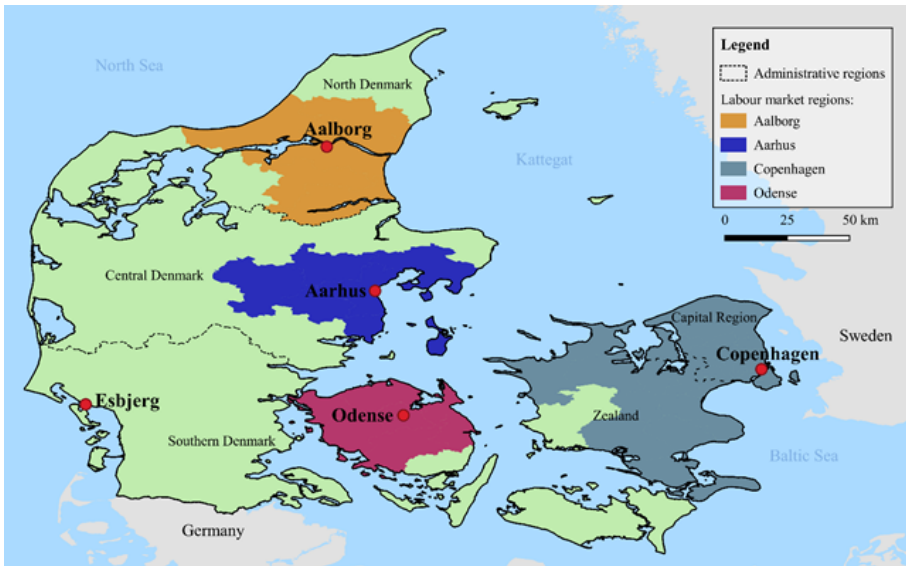 North Sea
North Denmark
Aalborg
Kattegat
Central Denmark
Aarhus
Capital Region
Sweden
Copenhagen
Esbjerg
Odense
Zealand
Southern Denmark
Baltic Sea
Germany
Legend
Administrative regions
Labour market regions:
Aalborg
Aarhus
Copenhagen
Odense
0 25 50 km